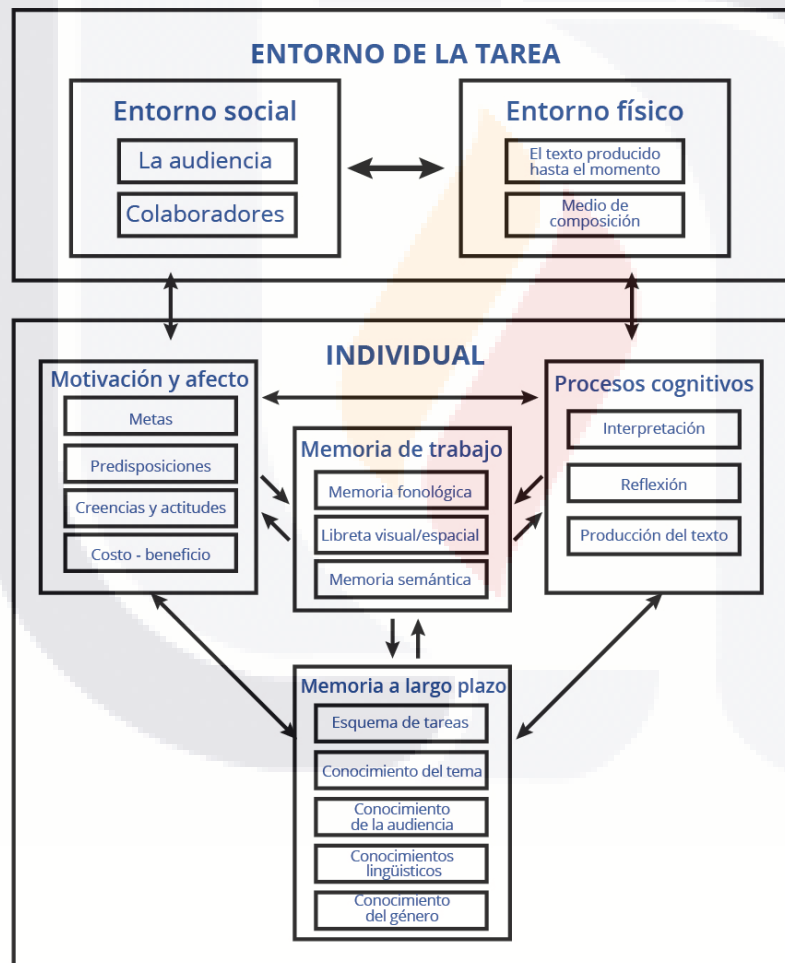 ENTORNO DE LA TAREA
Entorno social
La audiencia
Colaboradores
Entorno físico
El texto producido
hasta el momento
Medio de
composición
INDIVIDUAL
Motivación y afecto
Metas
Predisposiciones
Creencias y actitudes
Costo - beneficio
Memoria de trabajo
Memoria fonológica
Libreta visual/espacial
Memoria semántica
Procesos cognitivos
Interpretación
Reflexión
Producción del texto
Memoria a largo plazo
Esquema de tareas
Conocimiento del tema
Conocimiento
de la audiencia
Conocimientos
lingüisticos
Conocimiento
del género